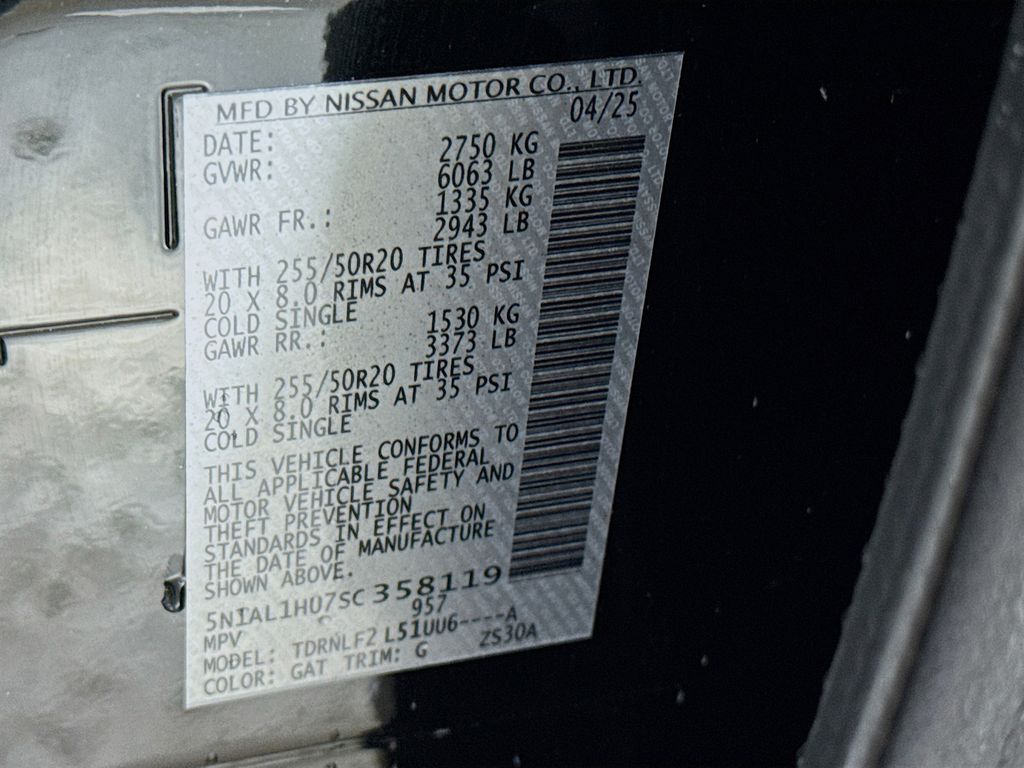 MFD BY NISSAN MOTOR CO., LTD.
DATE: 04/25
GVWR: 2750 KG
6063 LB
GAWR FR.: 1335 KG
2943 LB
WITH 255/50R20 TIRES
20 X 8.0 RIMS AT 35 PSI
COLD SINGLE
GAWR RR.: 1530 KG
3373 LB
WITH 255/50R20 TIRES
20 X 8.0 RIMS AT 35 PSI
COLD SINGLE
THIS VEHICLE CONFORMS TO
ALL APPLICABLE FEDERAL
MOTOR VEHICLE SAFETY AND
THEFT PREVENTION
STANDARDS IN EFFECT ON
THE DATE OF MANUFACTURE
SHOWN ABOVE.
5N1AL1HU7SC 358119
MPV 957
MODEL: TDRNLF2 L51UU6----A
COLOR: GAT TRIM: G ZS30A